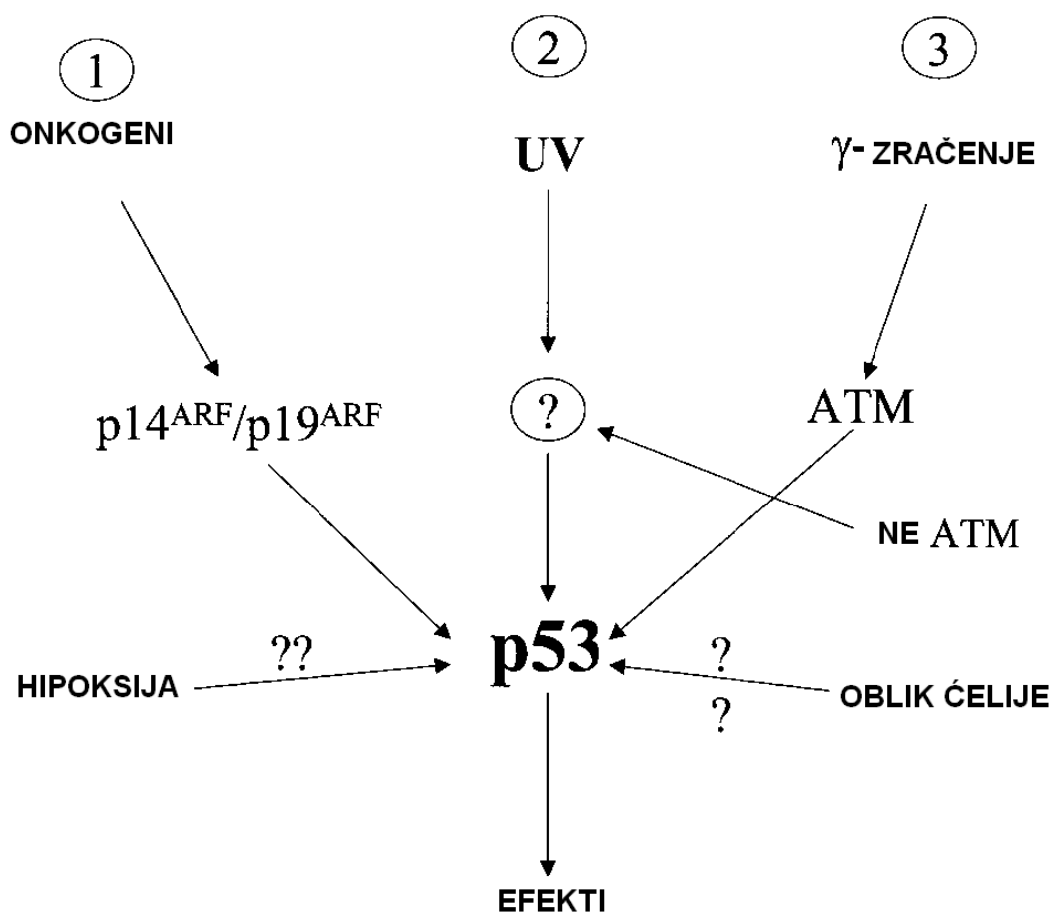 1
ONKOGENI
2
UV
3
γ- ZRAČENJE
p14ARF/p19ARF
?
ATM
NE ATM
p53
HIPOKSIJA
??
?
?
OBLIK ĆELIJE
EFEKTI